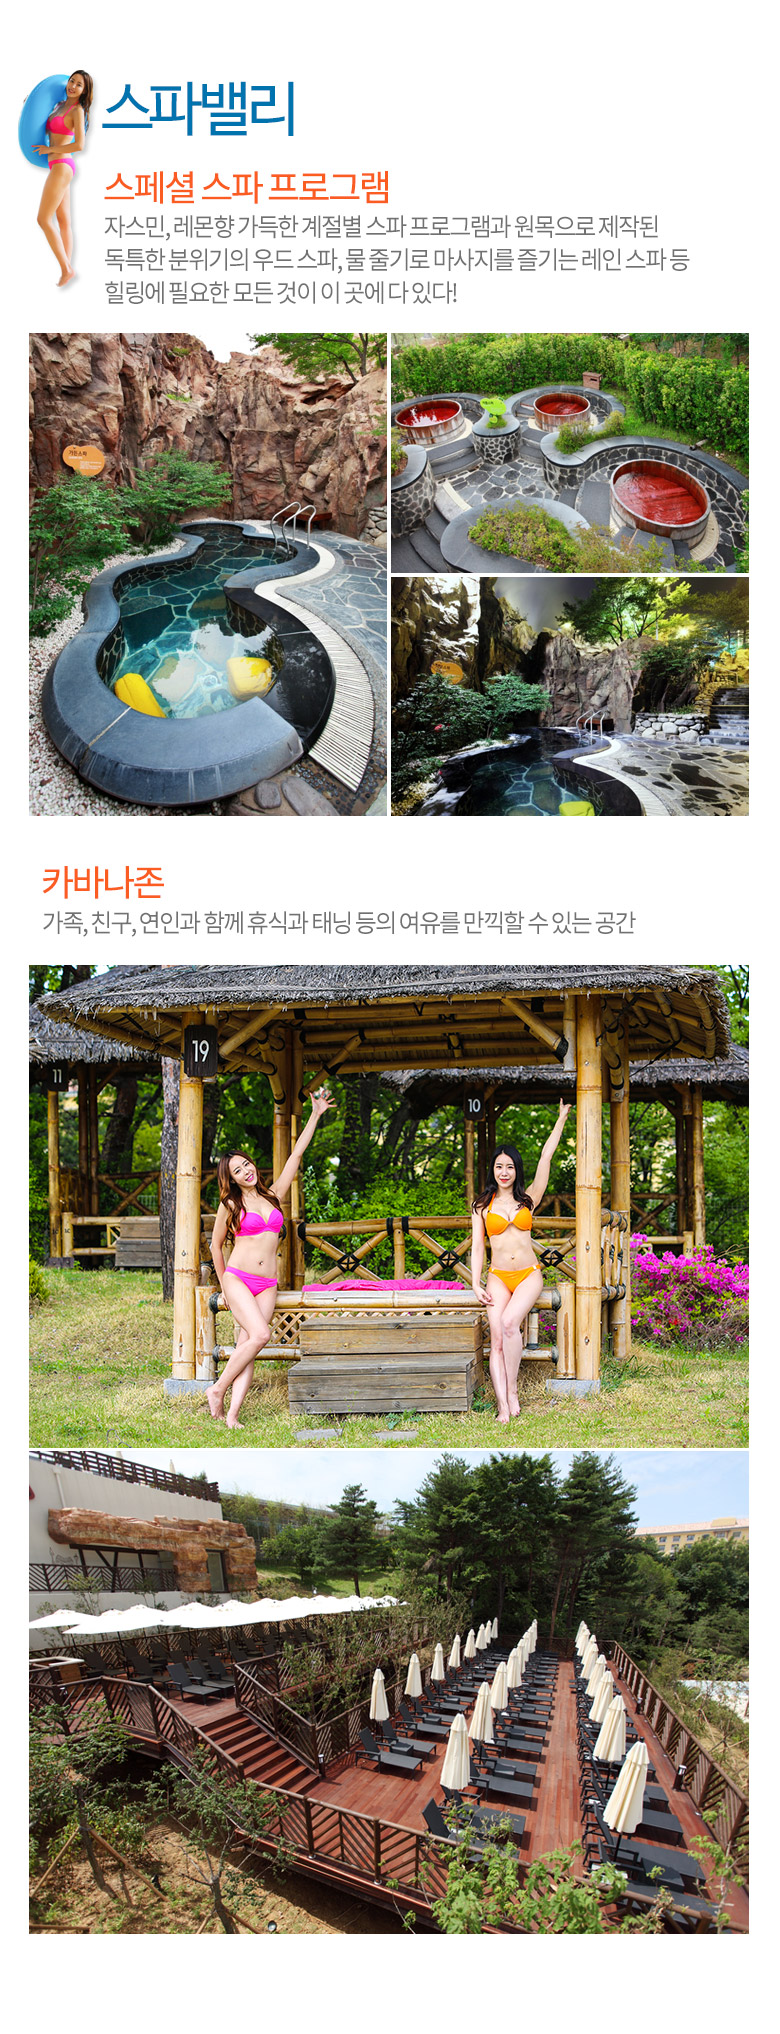 스파밸리
스페셜 스파 프로그램
자스민, 레몬향 가득한 계절별 스파 프로그램과 원목으로 제작된
독특한 분위기의 우드 스파, 물 줄기로 마사지를 즐기는 레인 스파 등
힐링에 필요한 모든 것이 이 곳에 다 있다!
가든스파
카바나존
가족, 친구, 연인과 함께 휴식과 태닝 등의 여유를 만끽할 수 있는 공간
19
11
10